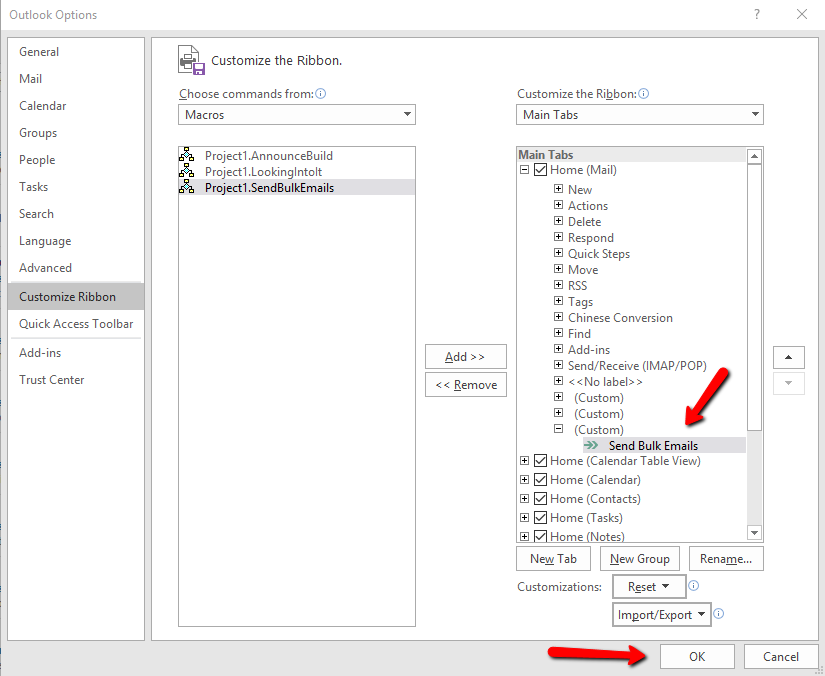 Outlook Options
?
General
Mail
Calendar
Groups
People
Tasks
Search
Language
Advanced
Customize Ribbon
Quick Access Toolbar
Add-ins
Trust Center
Customize the Ribbon.
Choose commands from:
Macros
Project1.AnnounceBuild
Project1.LookingIntoIt
Project1.SendBulkEmails
Add >>
<< Remove
Customize the Ribbon:
Main Tabs
Main Tabs
Home (Mail)
New
Actions
Delete
Respond
Quick Steps
Move
RSS
Tags
Chinese Conversion
Find
Add-ins
Send/Receive (IMAP/POP)
<<No label>>
(Custom)
(Custom)
(Custom)
Send Bulk Emails
Home (Calendar Table View)
Home (Calendar)
Home (Contacts)
Home (Tasks)
Home (Notes)
New Tab
New Group
Rename...
Customizations:
Reset
Import/Export
OK
Cancel